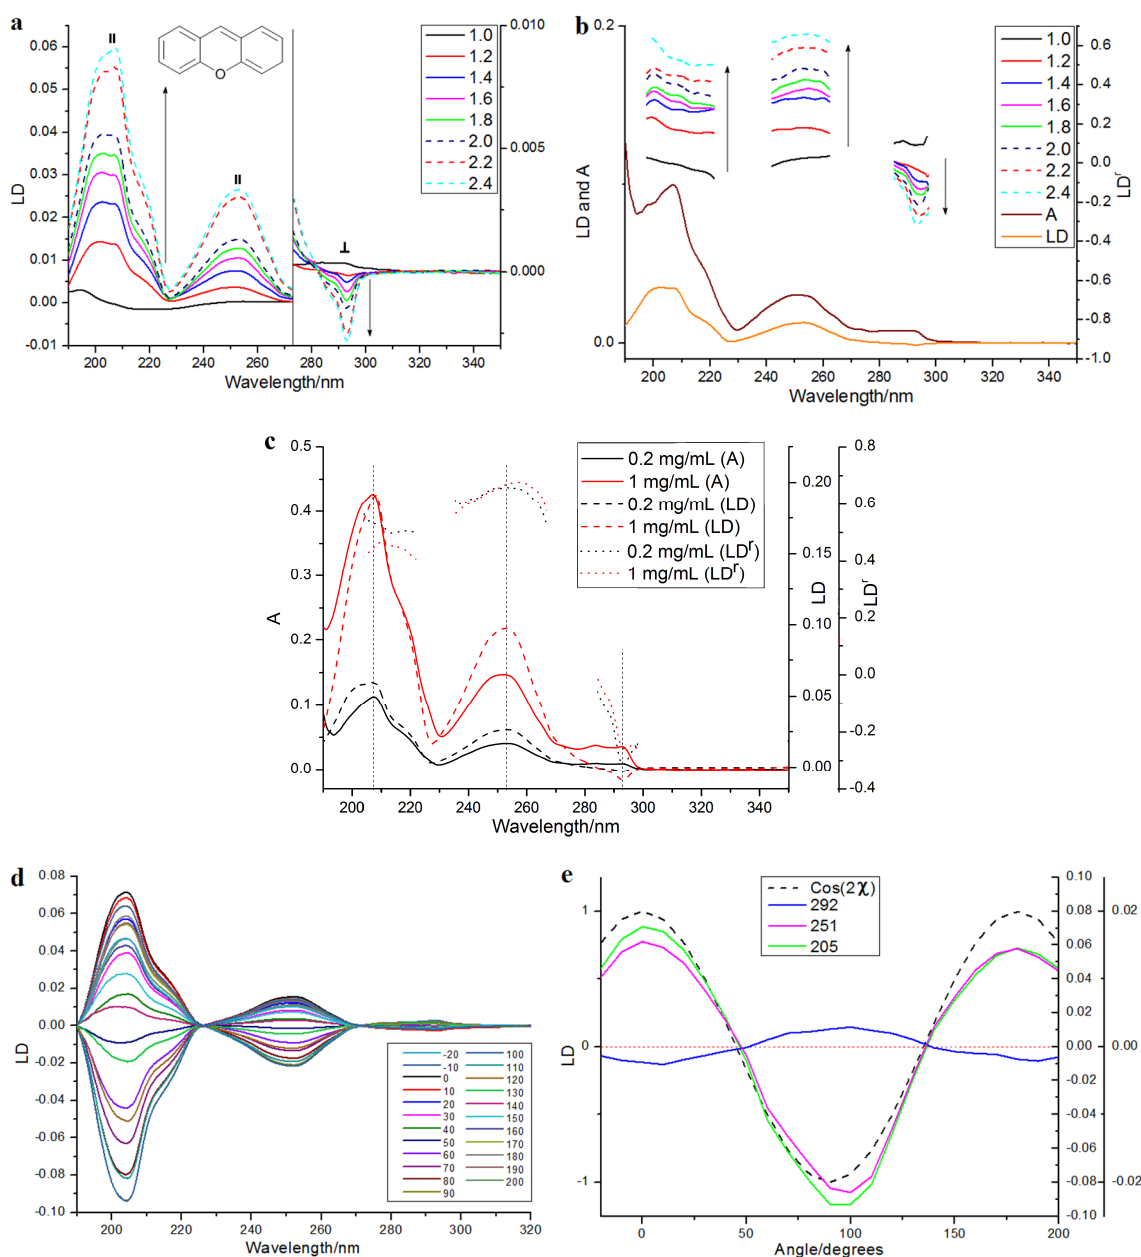 a
0.06
0.05
0.04
0.03
0.02
0.01
0.00
-0.01
LD
II
II
⊥
O
1.0
1.2
1.4
1.6
1.8
2.0
2.2
2.4
0.010
0.005
0.000
200 220 240 260 280 300 320 340
Wavelength/nm
b
0.2
0.0
LD and A
1.0
1.2
1.4
1.6
1.8
2.0
2.2
2.4
A
LD
0.6
0.4
0.2
0.0
-0.2
-0.4
-0.6
-0.8
-1.0
LDr
200 220 240 260 280 300 320 340
Wavelength/nm
c
0.5
0.4
0.3
0.2
0.1
0.0
A
0.2 mg/mL (A)
1 mg/mL (A)
0.2 mg/mL (LD)
1 mg/mL (LD)
0.2 mg/mL (LDr)
1 mg/mL (LDr)
0.20
0.15
0.10
0.05
0.00
LD
0.8
0.6
0.4
0.2
0.0
-0.2
-0.4
LDr
200 220 240 260 280 300 320 340
Wavelength/nm
d
0.08
0.06
0.04
0.02
0.00
-0.02
-0.04
-0.06
-0.08
-0.10
LD
-20 100
-10 110
0 120
10 130
20 140
30 150
40 160
50 170
60 180
70 190
80 200
90
200 220 240 260 280 300 320
Wavelength/nm
e
1
0
-1
LD
Cos(2χ)
292
251
205
0.10
0.08
0.06
0.04
0.02
0.00
-0.02
-0.04
-0.06
-0.08
-0.10
0.02
0.00
-0.02
0 50 100 150 200
Angle/degrees